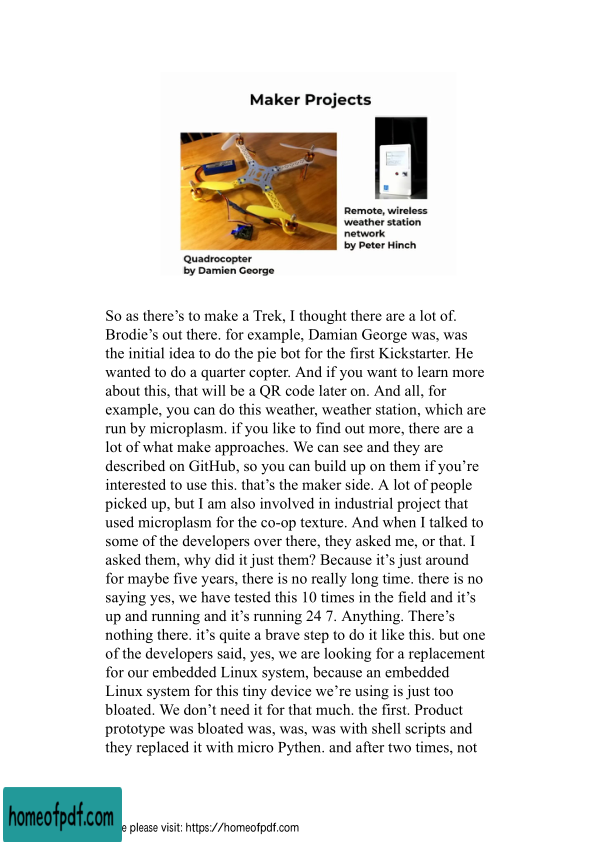 Maker Projects
Remote, wireless
weather station
network
by Peter Hinch
Quadrocopter
by Damien George
So as there’s to make a Trek, I thought there are a lot of.
Brodie’s out there. for example, Damian George was, was
the initial idea to do the pie bot for the first Kickstarter. He
wanted to do a quarter copter. And if you want to learn more
about this, that will be a QR code later on. And all, for
example, you can do this weather, weather station, which are
run by microplasm. if you like to find out more, there are a
lot of what make approaches. We can see and they are
described on GitHub, so you can build up on them if you’re
interested to use this. that’s the maker side. A lot of people
picked up, but I am also involved in industrial project that
used microplasm for the co-op texture. And when I talked to
some of the developers over there, they asked me, or that. I
asked them, why did it just them? Because it’s just around
for maybe five years, there is no really long time. there is no
saying yes, we have tested this 10 times in the field and it’s
up and running and it’s running 24 7. Anything. There’s
nothing there. it’s quite a brave step to do it like this. but one
of the developers said, yes, we are looking for a replacement
for our embedded Linux system, because an embedded
Linux system for this tiny device we’re using is just too
bloated. We don’t need it for that much. the first. Product
prototype was bloated was, was, was with shell scripts and
they replaced it with micro Pythen. and after two times, not
homeofpdf.com
e please visit: https://homeofpdf.com